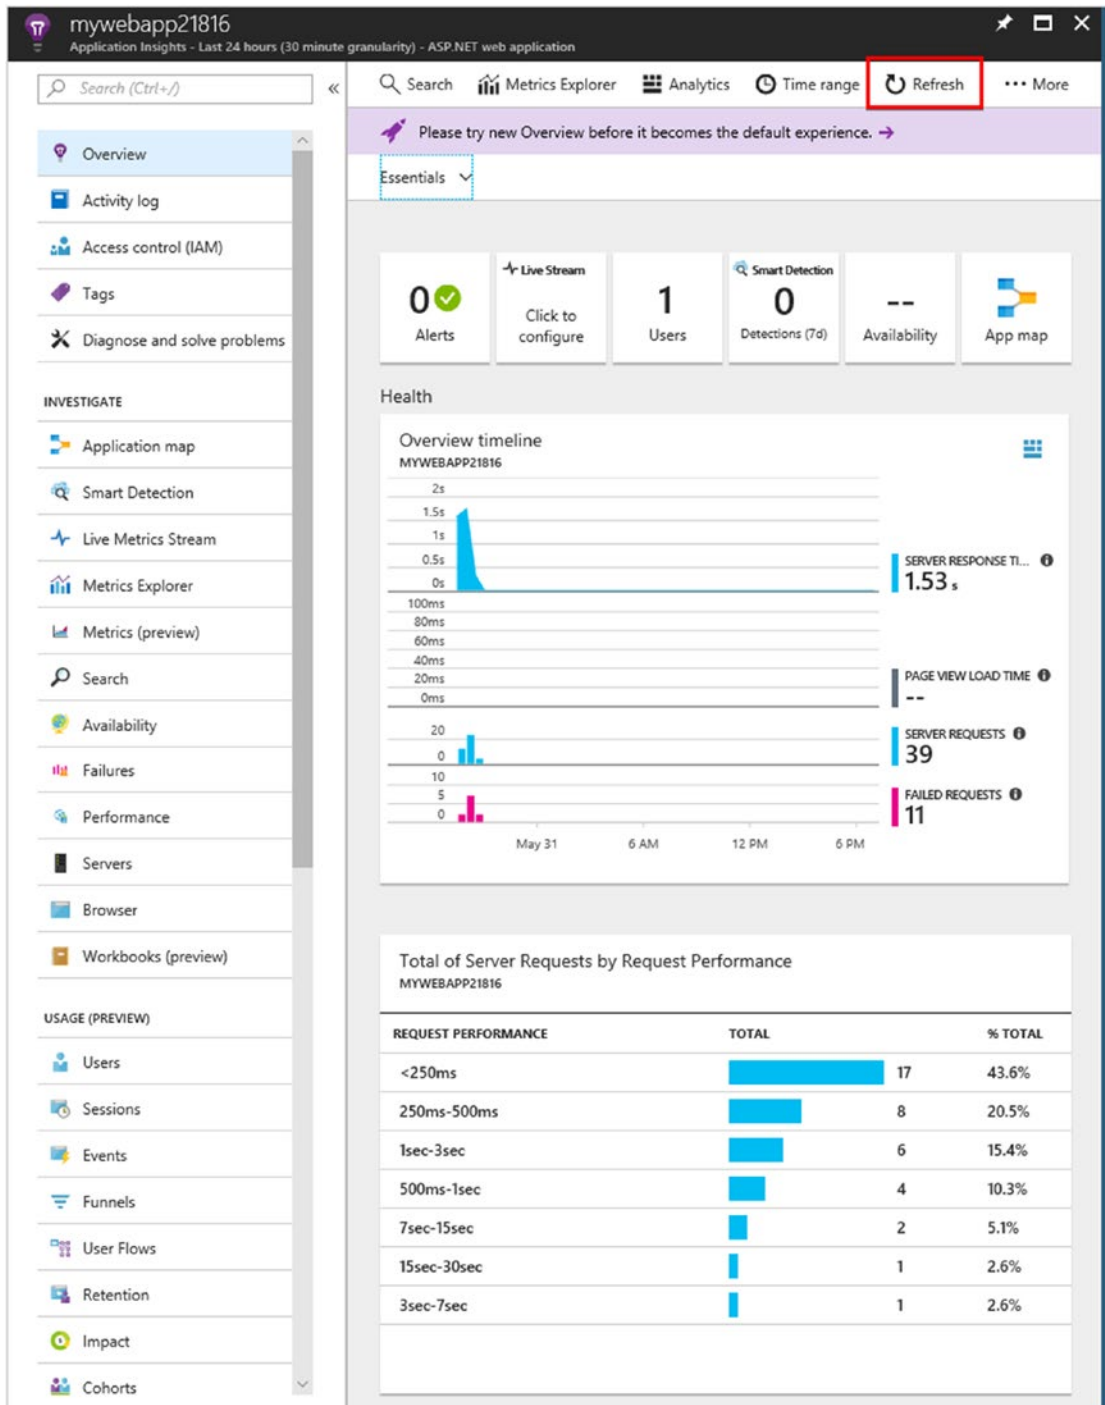 mywebapp21816
Application Insights - Last 24 hours (30 minute granularity) - ASP.NET web application
Search (Ctrl+/)
«
Overview
Activity log
Access control (IAM)
Tags
Diagnose and solve problems
INVESTIGATE
Application map
Smart Detection
Live Metrics Stream
Metrics Explorer
Metrics (preview)
Search
Availability
Failures
Performance
Servers
Browser
Workbooks (preview)
USAGE (PREVIEW)
Users
Sessions
Events
Funnels
User Flows
Retention
Impact
Cohorts
Search Metrics Explorer Analytics Time range Refresh ••• More
Please try new Overview before it becomes the default experience. →
Essentials
0
Alerts
Live Stream
Click to
configure
1
Users
Smart Detection
0
Detections (7d)
--
Availability
App map
Health
Overview timeline
MYWEBAPP21816
2s
1.5s
1s
0.5s
0s
SERVER RESPONSE TI...
1.53 s
100ms
80ms
60ms
40ms
20ms
0ms
PAGE VIEW LOAD TIME
--
20
0
SERVER REQUESTS
39
10
5
0
FAILED REQUESTS
11
May 31 6 AM 12 PM 6 PM
Total of Server Requests by Request Performance
MYWEBAPP21816
REQUEST PERFORMANCE TOTAL % TOTAL
<250ms 17 43.6%
250ms-500ms 8 20.5%
1sec-3sec 6 15.4%
500ms-1sec 4 10.3%
7sec-15sec 2 5.1%
15sec-30sec 1 2.6%
3sec-7sec 1 2.6%